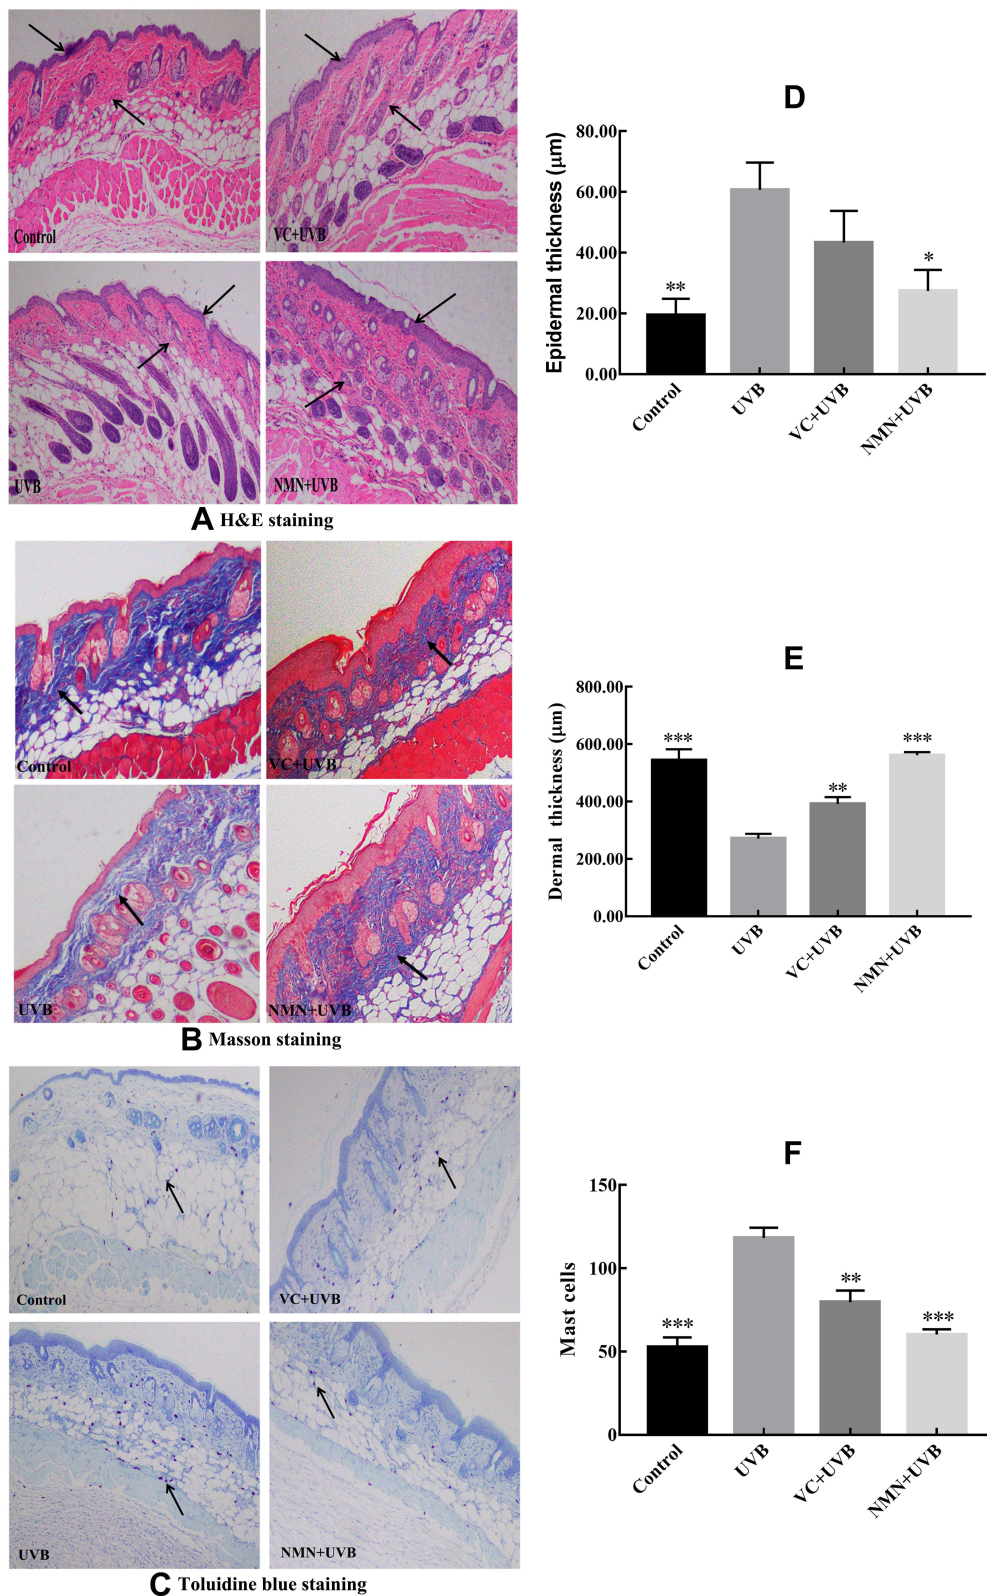 Control
VC+UVB
UVB
NMN+UVB
A H&E staining
Control
VC+UVB
UVB
NMN+UVB
B Masson staining
Control
VC+UVB
UVB
NMN+UVB
C Toluidine blue staining
D
Epidermal thickness (μm)
80.00
60.00
40.00
20.00
0.00
**
*
Control
UVB
VC+UVB
NMN+UVB
E
Dermal thickness (μm)
800.00
600.00
400.00
200.00
0.00
***
**
***
Control
UVB
VC+UVB
NMN+UVB
F
Mast cells
150
100
50
0
***
**
***
Control
UVB
VC+UVB
NMN+UVB